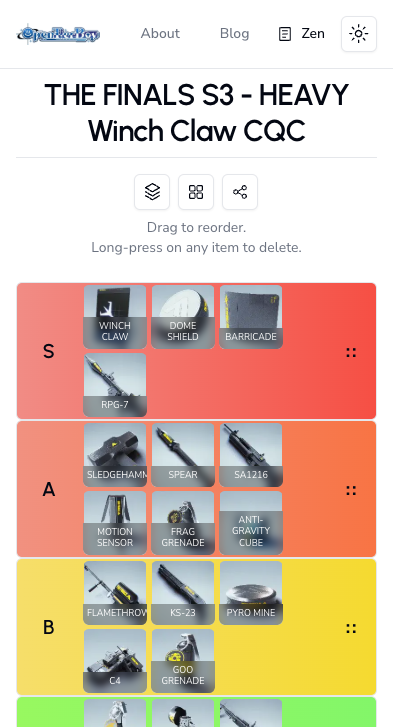 About
Blog
Zen
THE FINALS S3 - HEAVY
Winch Claw CQC
Drag to reorder.
Long-press on any item to delete.
S
WINCH
CLAW
DOME
SHIELD
BARRICADE
RPG-7
A
SLEDGEHAMM
SPEAR
SA1216
MOTION
SENSOR
FRAG
GRENADE
ANTI-
GRAVITY
CUBE
B
FLAMETHROW
KS-23
PYRO MINE
C4
GOO
GRENADE